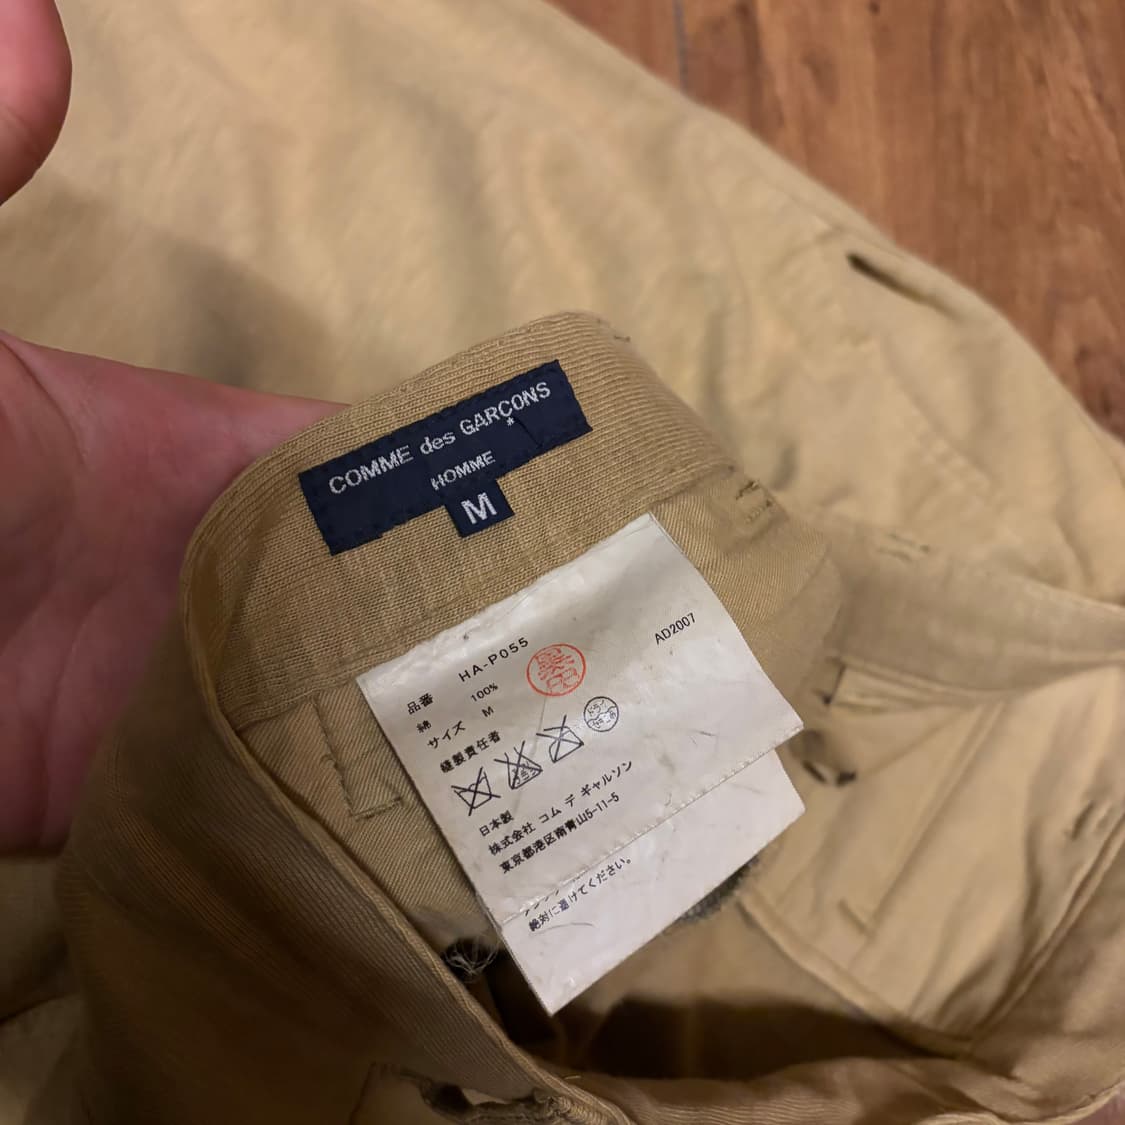 COMME des GARÇONS
HOMME
M
品番 HA-P055 AD2007
綿 100%
サイズ M
縫製責任者
日本製
株式会社 コム デ ギャルソン
東京都港区南青山5-11-5
絶対に避けてください。